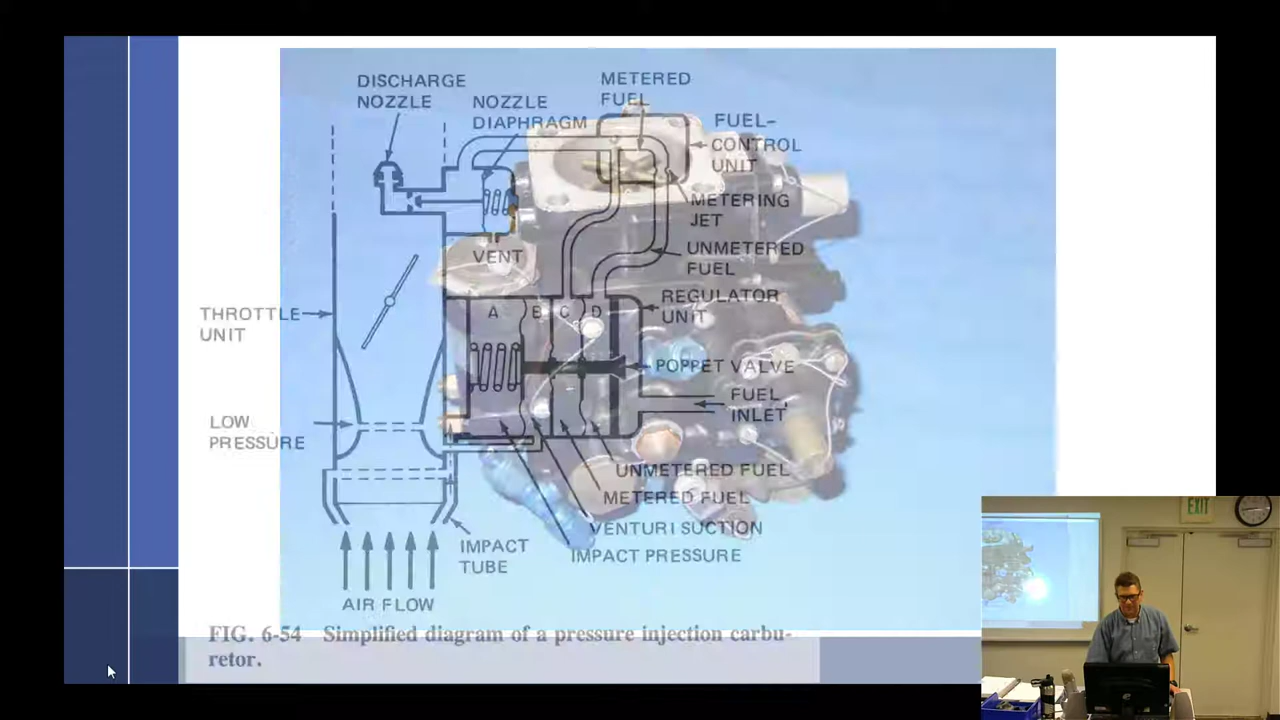 DISCHARGE
NOZZLE
NOZZLE
DIAPHRAGM
METERED
FUEL
FUEL-
CONTROL
UNIT
METERING
JET
UNMETERED
FUEL
VENT
REGULATOR
UNIT
A
B
C
D
THROTTLE
UNIT
POPPET VALVE
FUEL
INLET
LOW
PRESSURE
UNMETERED FUEL
METERED FUEL
VENTURI SUCTION
IMPACT PRESSURE
IMPACT
TUBE
AIR FLOW
FIG. 6-54 Simplified diagram of a pressure injection carbu-
retor.
EXIT